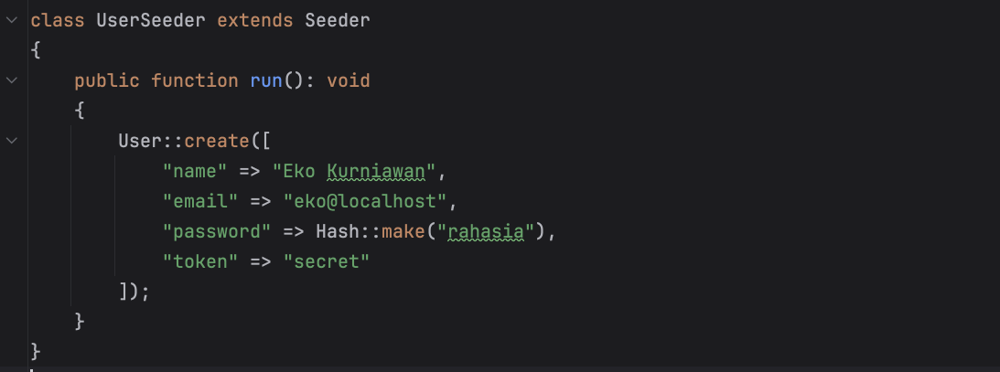 class UserSeeder extends Seeder
{
    public function run(): void
    {
        User::create([
            "name" => "Eko Kurniawan",
            "email" => "eko@localhost",
            "password" => Hash::make("rahasia"),
            "token" => "secret"
        ]);
    }
}